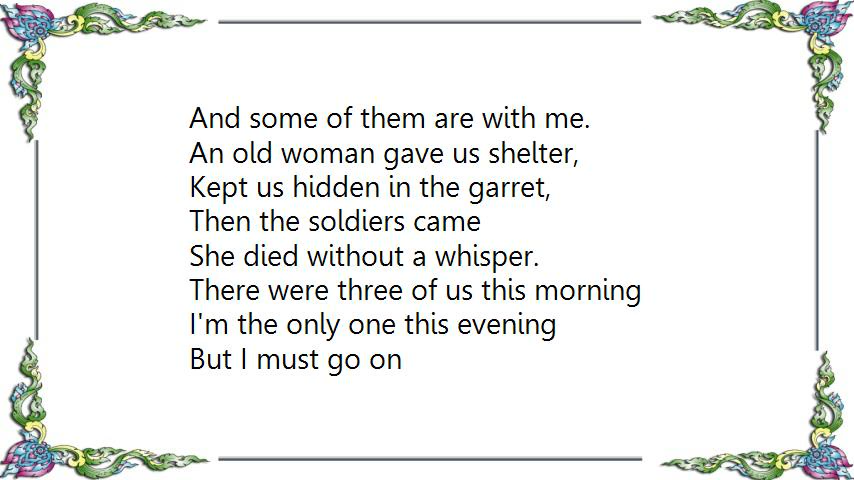 And some of them are with me.
An old woman gave us shelter,
Kept us hidden in the garret,
Then the soldiers came
She died without a whisper.
There were three of us this morning
I'm the only one this evening
But I must go on